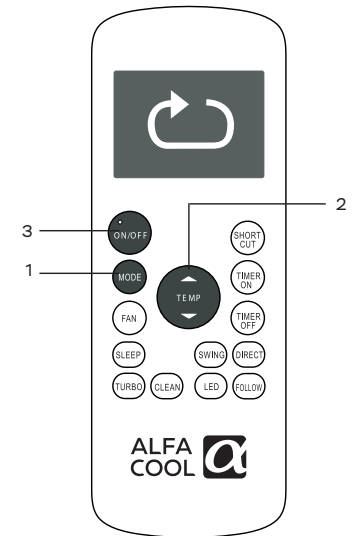 2
3
ON/OFF
SHORT
CUT
1
MODE
TEMP
TIMER
ON
FAN
TIMER
OFF
SLEEP
SWING
DIRECT
TURBO
CLEAN
LED
FOLLOW
ALFA
COOL
α